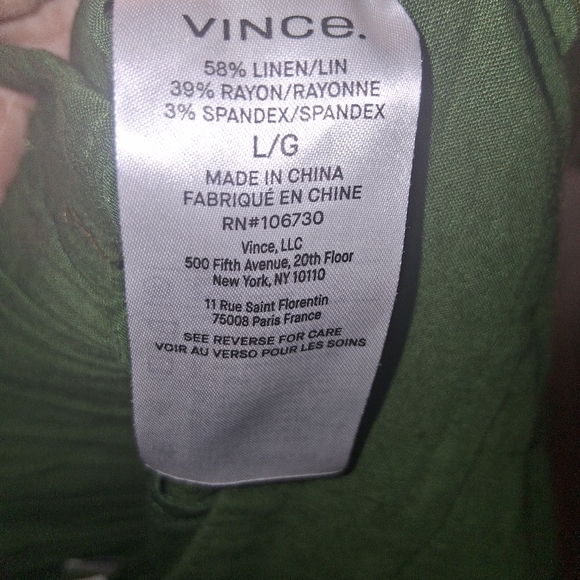 VINCE.
58% LINEN/LIN
39% RAYON/RAYONNE
3% SPANDEX/SPANDEX
L/G
MADE IN CHINA
FABRIQUÉ EN CHINE
RN#106730
Vince, LLC
500 Fifth Avenue, 20th Floor
New York, NY 10110
11 Rue Saint Florentin
75008 Paris France
SEE REVERSE FOR CARE
VOIR AU VERSO POUR LES SOINS